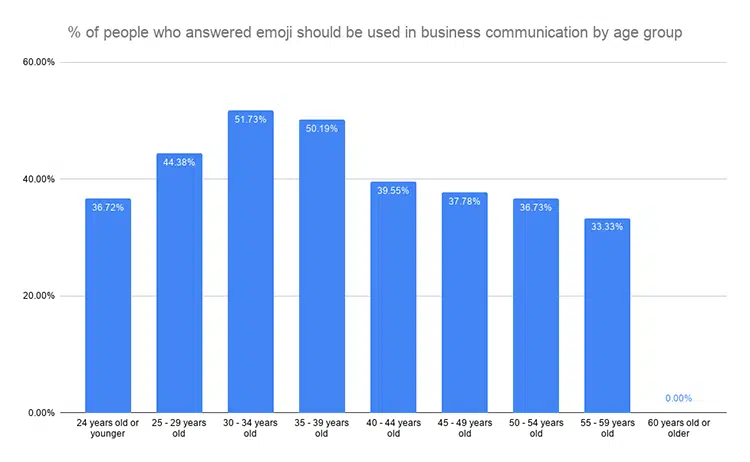 % of people who answered emoji should be used in business communication by age group
60.00%
40.00%
20.00%
0.00%
36.72%
44.38%
51.73%
50.19%
39.55%
37.78%
36.73%
33.33%
0.00%
24 years old or
younger
25 - 29 years
old
30 - 34 years
old
35 - 39 years
old
40 - 44 years
old
45 - 49 years
old
50 - 54 years
old
55 - 59 years
old
60 years old or
older